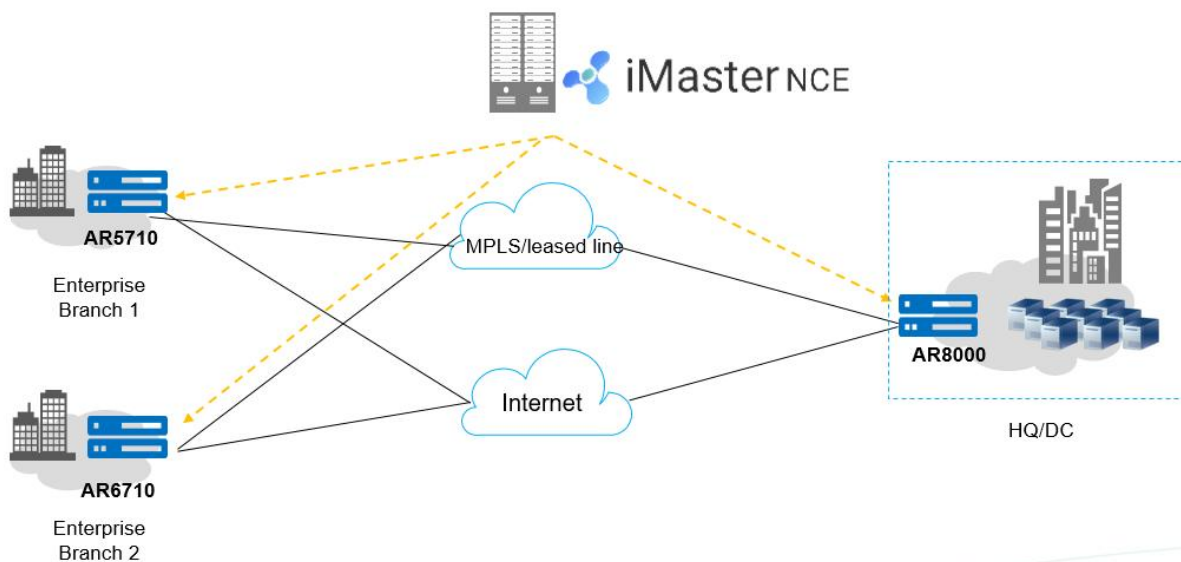 iMaster NCE
AR5710
Enterprise
Branch 1
MPLS/leased line
AR8000
HQ/DC
Internet
AR6710
Enterprise
Branch 2